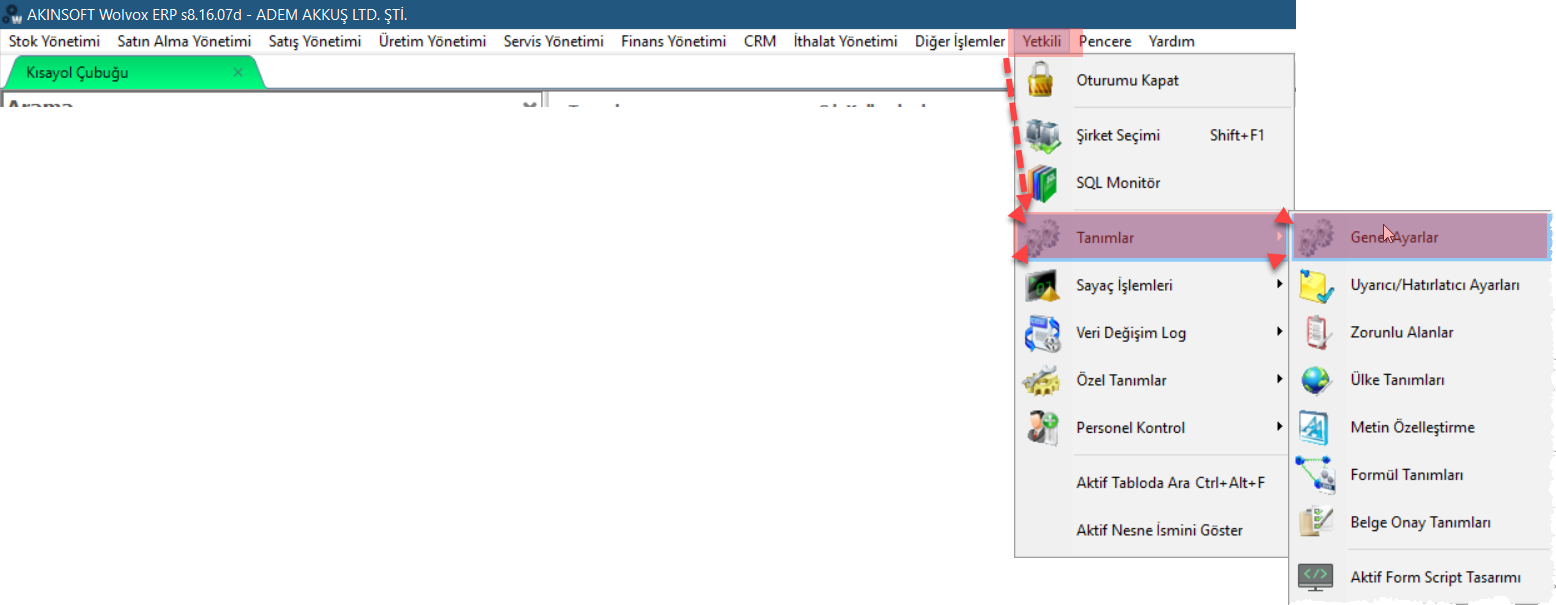 AKINSOFT Wolvox ERP s8.16.07d - ADEM AKKUŞ LTD. ŞTİ.
Stok Yönetimi Satın Alma Yönetimi Satış Yönetimi Üretim Yönetimi Servis Yönetimi Finans Yönetimi CRM İthalat Yönetimi Diğer İşlemler Yetkili Pencere Yardım
Kısayol Çubuğu
Arama
Oturumu Kapat
Şirket Seçimi Shift+F1
SQL Monitör
Tanımlar
Sayaç İşlemleri
Veri Değişim Log
Özel Tanımlar
Personel Kontrol
Aktif Tabloda Ara Ctrl+Alt+F
Aktif Nesne İsmini Göster
Genel Ayarlar
Uyarıcı/Hatırlatıcı Ayarları
Zorunlu Alanlar
Ülke Tanımları
Metin Özelleştirme
Formül Tanımları
Belge Onay Tanımları
Aktif Form Script Tasarımı